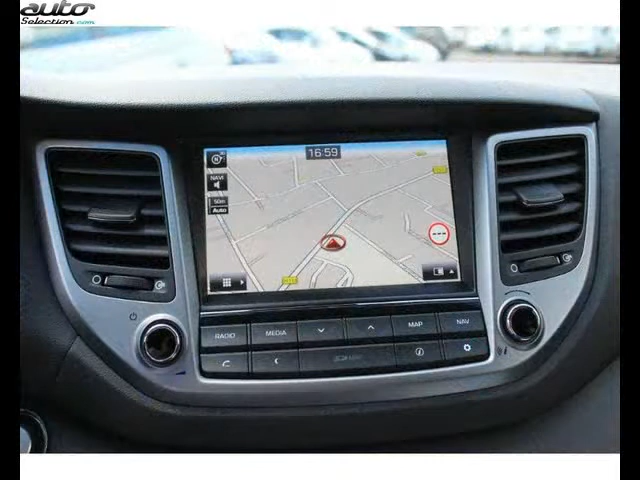 auto
Selection.com
16:59
N
NAVI
50m
Auto
RADIO
MEDIA
MAP
NAV